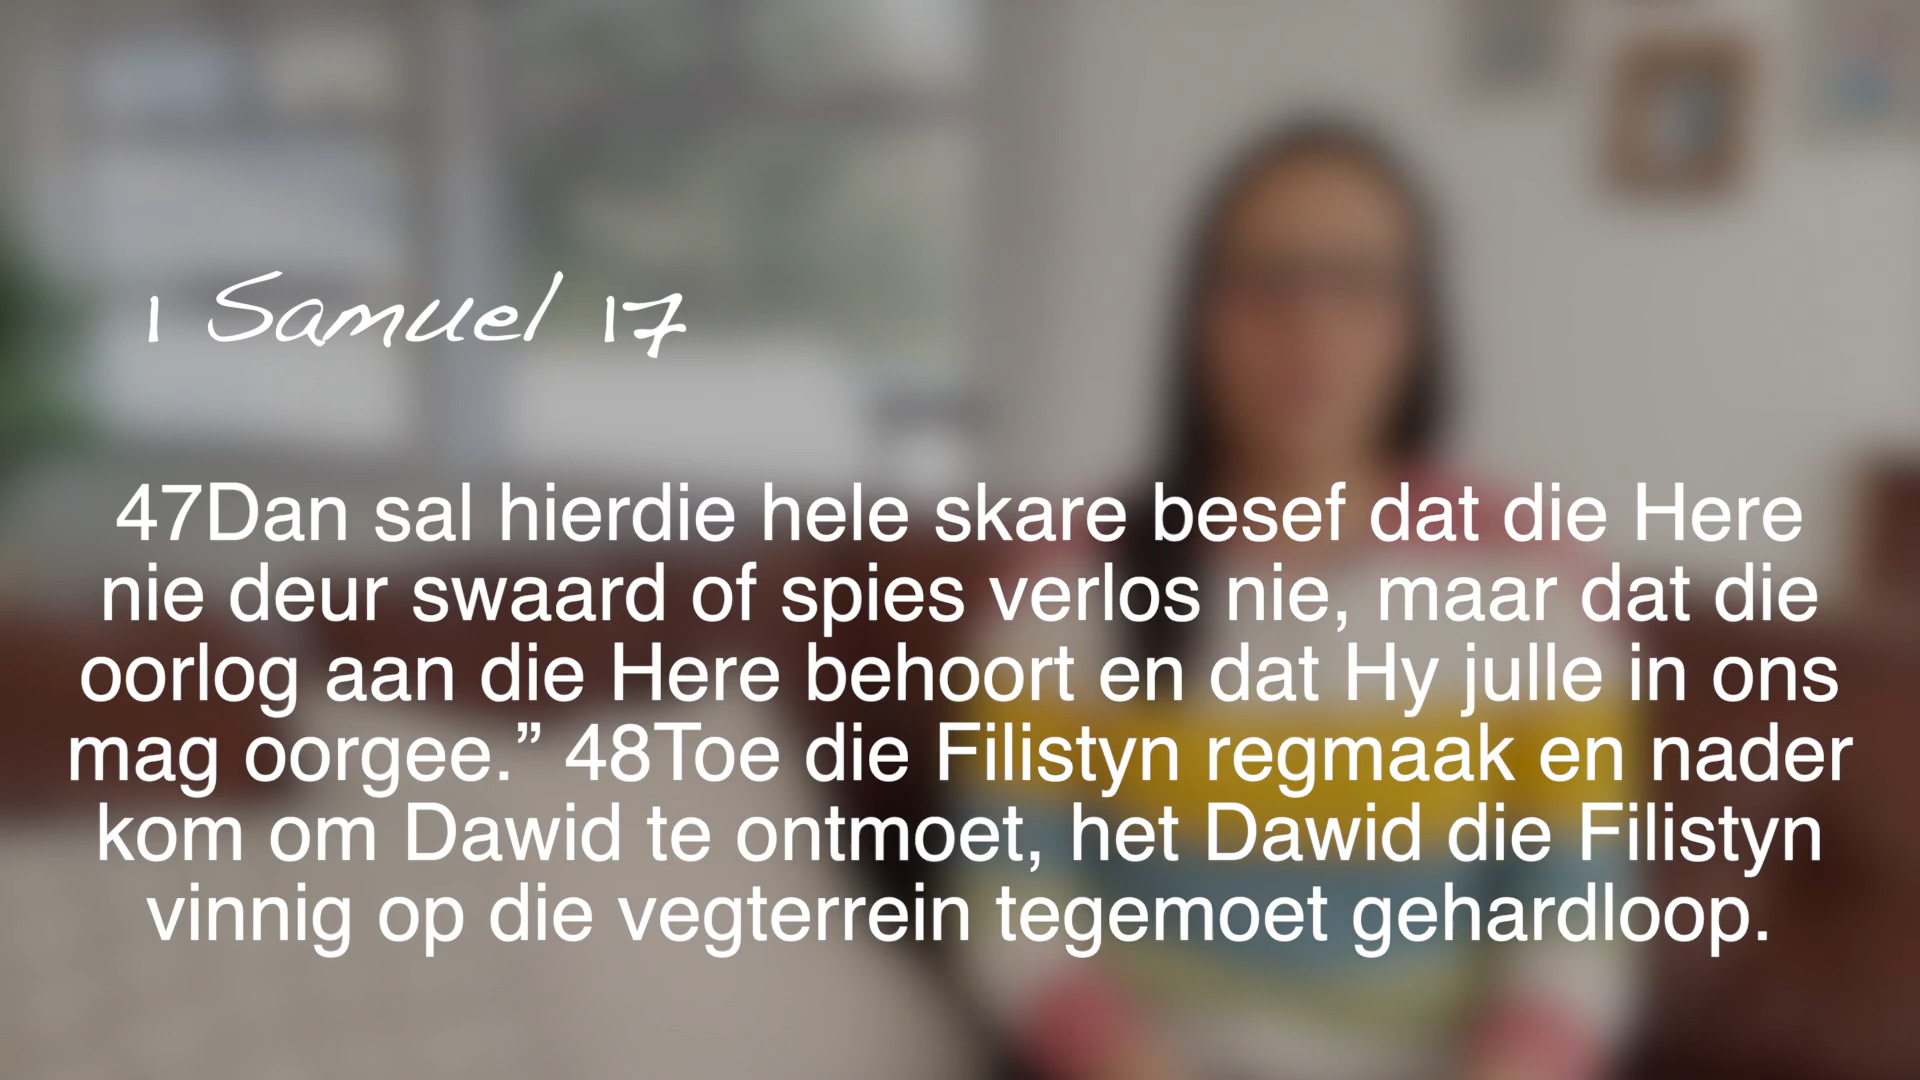 1 Samuel 17
47Dan sal hierdie hele skare besef dat die Here
nie deur swaard of spies verlos nie, maar dat die
oorlog aan die Here behoort en dat Hy julle in ons
mag oorgee.” 48Toe die Filistyn regmaak en nader
kom om Dawid te ontmoet, het Dawid die Filistyn
vinnig op die vegterrein tegemoet gehardloop.